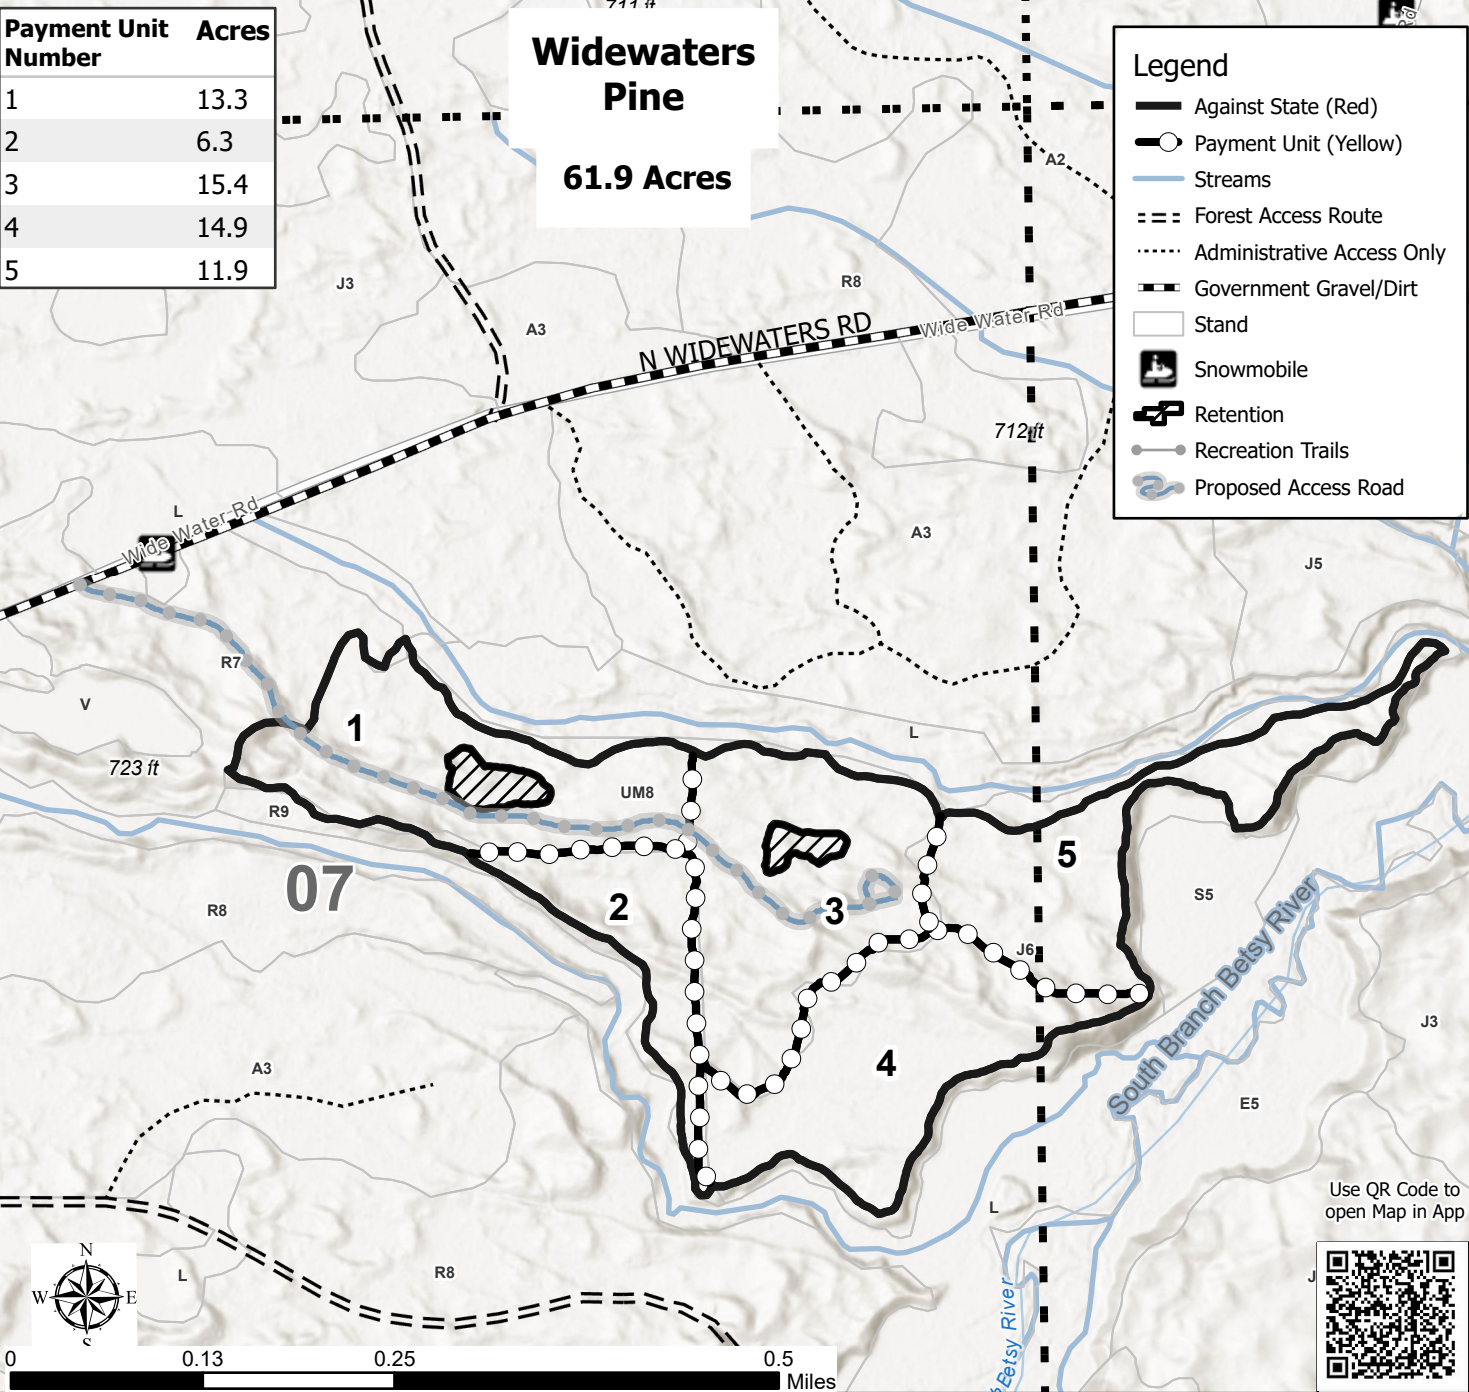 711 ft
Payment Unit Number Acres
1 13.3
2 6.3
3 15.4
4 14.9
5 11.9
Widewaters
Pine
61.9 Acres
Legend
Against State (Red)
Payment Unit (Yellow)
Streams
Forest Access Route
Administrative Access Only
Government Gravel/Dirt
Stand
Snowmobile
Retention
Recreation Trails
Proposed Access Road
Rd
A2
J3
R8
A3
N WIDEWATERS RD
Wide Water Rd
712 ft
L
Wide Water Rd
A3
J5
R7
V
1
L
723 ft
UM8
R9
5
07
2
3
S5
R8
J6
South Branch Betsy River
J3
A3
4
E5
L
Use QR Code to
open Map in App
N
W E
S
L
R8
J
Betsy River
0 0.13 0.25 0.5
Miles